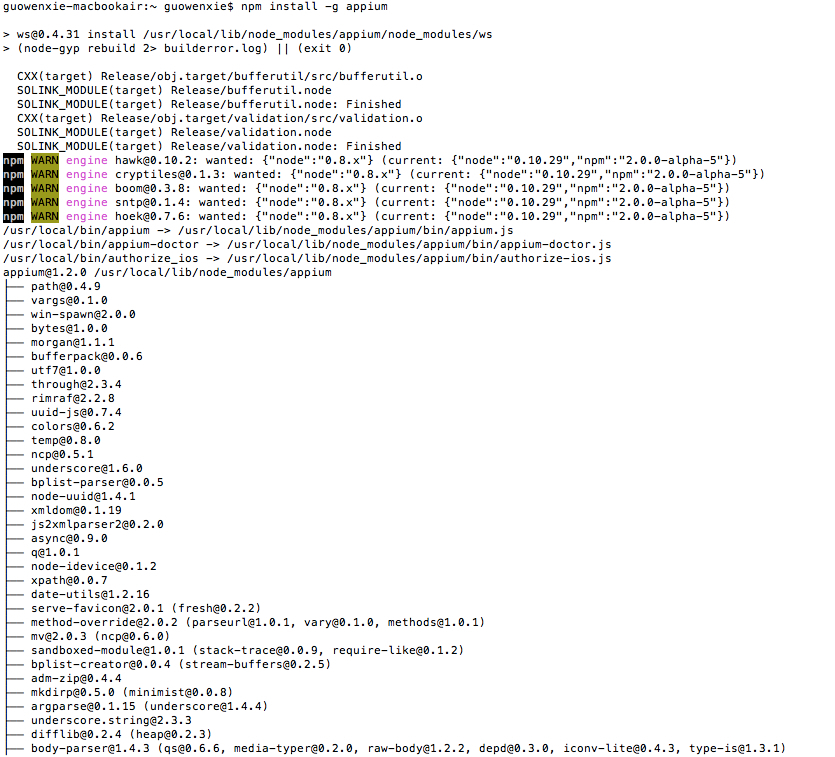 guowenxie-macbookair:~ guowenxie$ npm install -g appium
> ws@0.4.31 install /usr/local/lib/node_modules/appium/node_modules/ws
> (node-gyp rebuild 2> builderror.log) || (exit 0)
CXX(target) Release/obj.target/bufferutil/src/bufferutil.o
SOLINK_MODULE(target) Release/bufferutil.node
SOLINK_MODULE(target) Release/bufferutil.node: Finished
CXX(target) Release/obj.target/validation/src/validation.o
SOLINK_MODULE(target) Release/validation.node
SOLINK_MODULE(target) Release/validation.node: Finished
npm WARN engine hawk@0.10.2: wanted: {"node":"0.8.x"} (current: {"node":"0.10.29","npm":"2.0.0-alpha-5"})
npm WARN engine cryptiles@0.1.3: wanted: {"node":"0.8.x"} (current: {"node":"0.10.29","npm":"2.0.0-alpha-5"})
npm WARN engine boom@0.3.8: wanted: {"node":"0.8.x"} (current: {"node":"0.10.29","npm":"2.0.0-alpha-5"})
npm WARN engine sntp@0.1.4: wanted: {"node":"0.8.x"} (current: {"node":"0.10.29","npm":"2.0.0-alpha-5"})
npm WARN engine hoek@0.7.6: wanted: {"node":"0.8.x"} (current: {"node":"0.10.29","npm":"2.0.0-alpha-5"})
/usr/local/bin/appium -> /usr/local/lib/node_modules/appium/bin/appium.js
/usr/local/bin/appium-doctor -> /usr/local/lib/node_modules/appium/bin/appium-doctor.js
/usr/local/bin/authorize_ios -> /usr/local/lib/node_modules/appium/bin/authorize-ios.js
appium@1.2.0 /usr/local/lib/node_modules/appium
├── path@0.4.9
├── vargs@0.1.0
├── win-spawn@2.0.0
├── bytes@1.0.0
├── morgan@1.1.1
├── bufferpack@0.0.6
├── utf7@1.0.0
├── through@2.3.4
├── rimraf@2.2.8
├── uuid-js@0.7.4
├── colors@0.6.2
├── temp@0.8.0
├── ncp@0.5.1
├── underscore@1.6.0
├── bplist-parser@0.0.5
├── node-uuid@1.4.1
├── xmldom@0.1.19
├── js2xmlparser2@0.2.0
├── async@0.9.0
├── q@1.0.1
├── node-idevice@0.1.2
├── xpath@0.0.7
├── date-utils@1.2.16
├── serve-favicon@2.0.1 (fresh@0.2.2)
├── method-override@2.0.2 (parseurl@1.0.1, vary@0.1.0, methods@1.0.1)
├── mv@2.0.3 (ncp@0.6.0)
├── sandboxed-module@1.0.1 (stack-trace@0.0.9, require-like@0.1.2)
├── bplist-creator@0.0.4 (stream-buffers@0.2.5)
├── adm-zip@0.4.4
├── mkdirp@0.5.0 (minimist@0.0.8)
├── argparse@0.1.15 (underscore@1.4.4)
├── underscore.string@2.3.3
├── difflib@0.2.4 (heap@0.2.3)
├── body-parser@1.4.3 (qs@0.6.6, media-typer@0.2.0, raw-body@1.2.2, depd@0.3.0, iconv-lite@0.4.3, type-is@1.3.1)